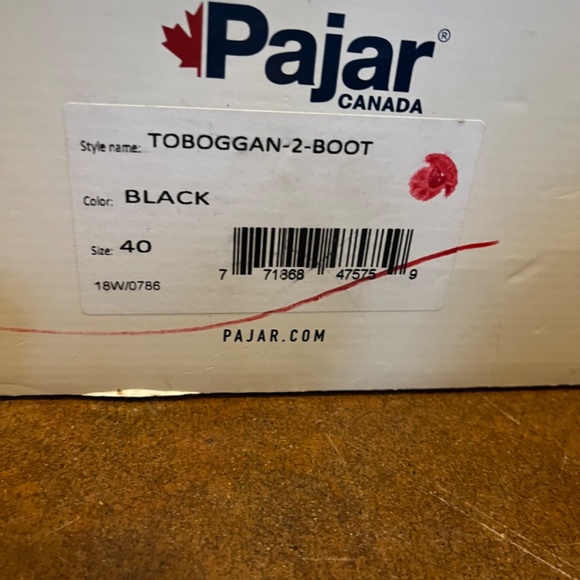 Pajar®
CANADA
Style name: TOBOGGAN-2-BOOT
Color: BLACK
Size: 40
18W/0786
7 71868 47575 9
PAJAR.COM